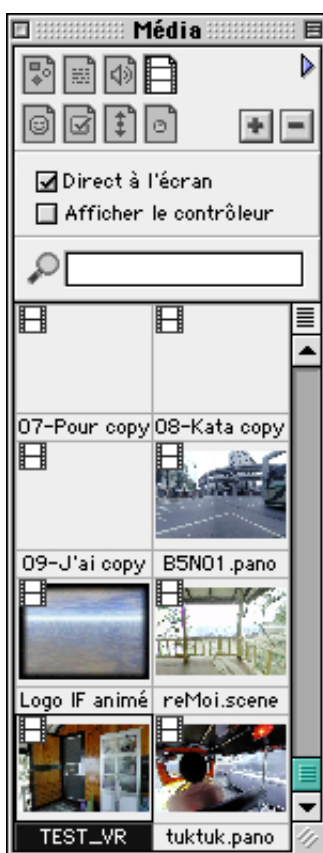 Média
Direct à l'écran
Afficher le contrôleur
07-Pour copy
08-Kata copy
09-J'ai copy
B5N01.pano
Logo IF animé
reMoi.scene
TEST_VR
tuktuk.pano